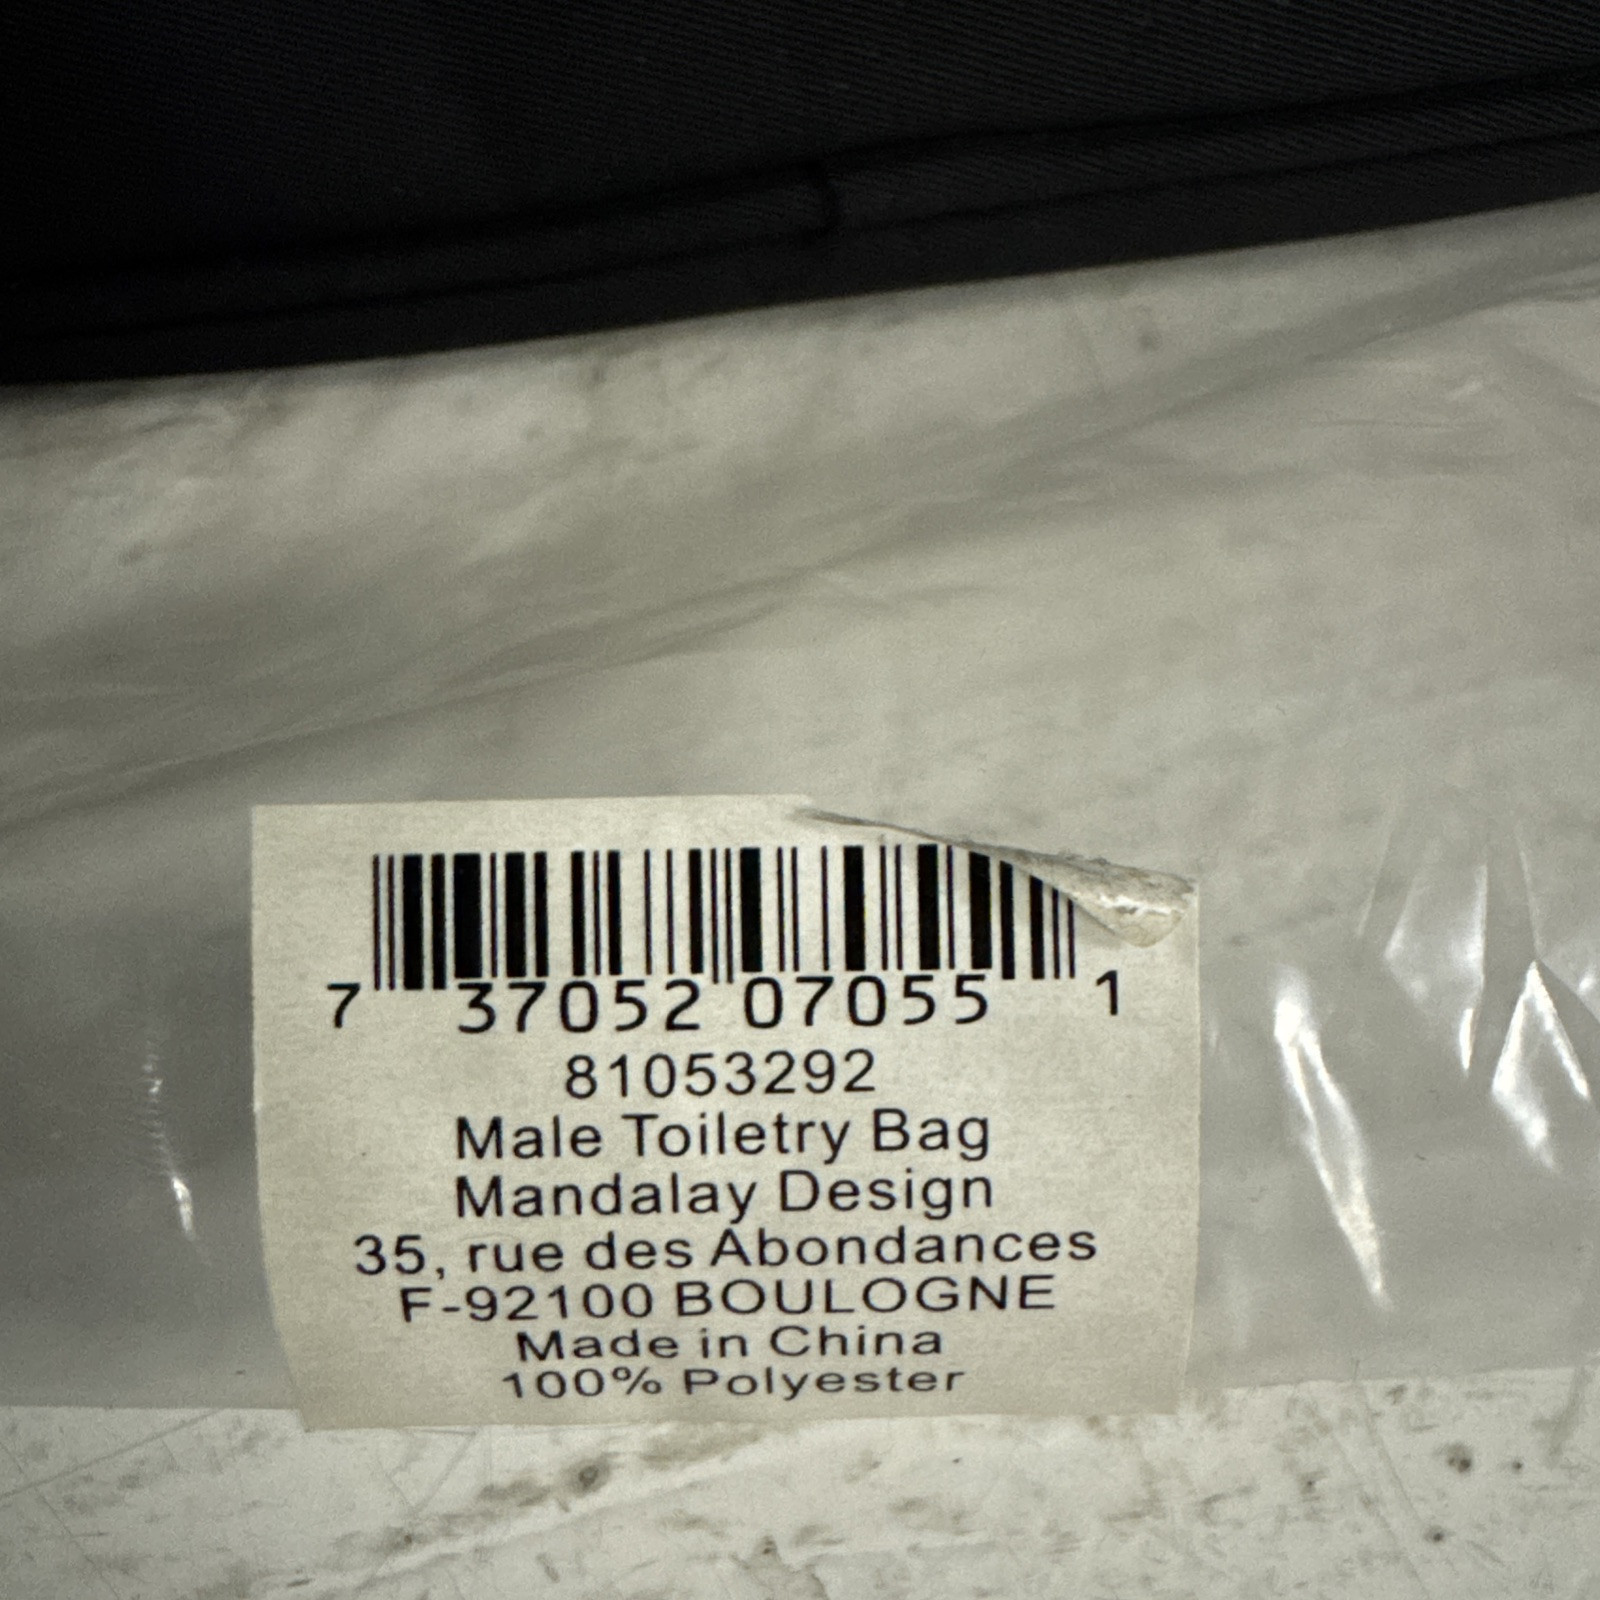 7 37052 07055 1
81053292
Male Toiletry Bag
Mandalay Design
35, rue des Abondances
F-92100 BOULOGNE
Made in China
100% Polyester